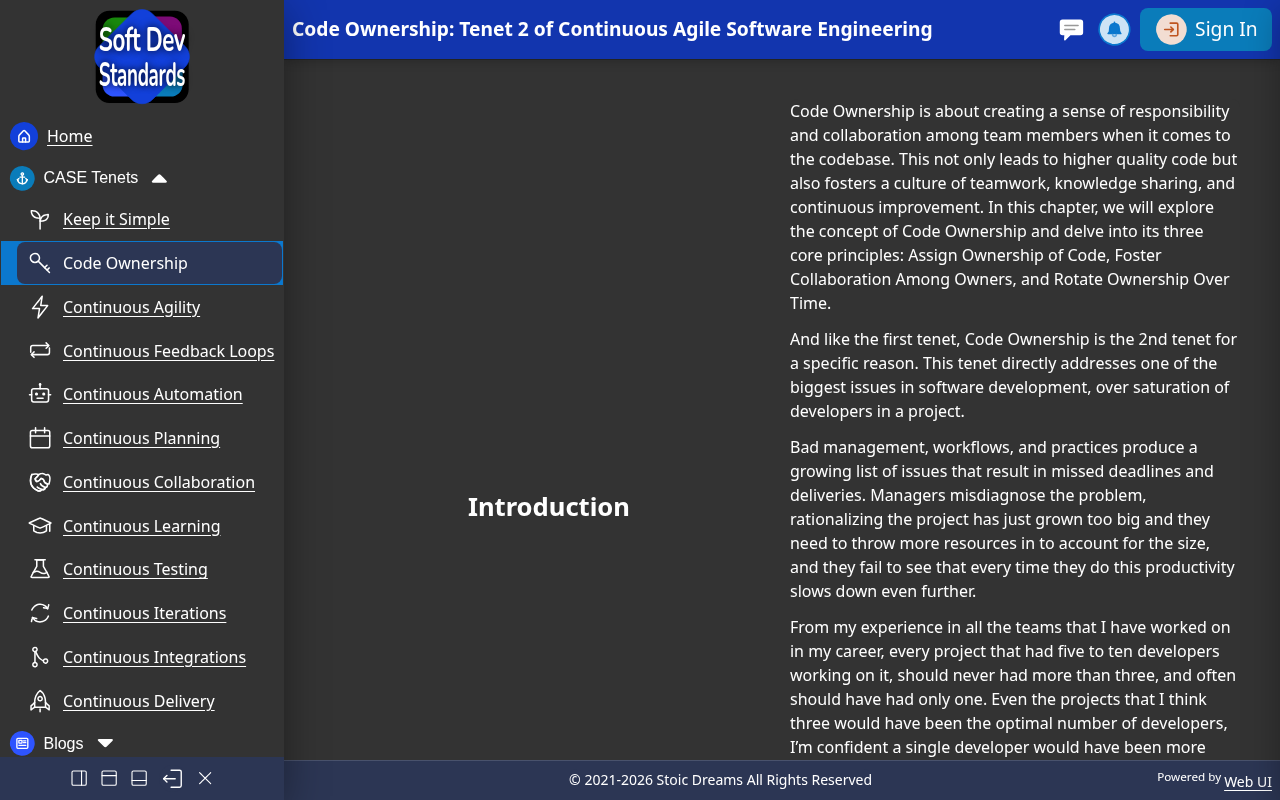 Soft Dev
Standards
Home
CASE Tenets
Keep it Simple
Code Ownership
Continuous Agility
Continuous Feedback Loops
Continuous Automation
Continuous Planning
Continuous Collaboration
Continuous Learning
Continuous Testing
Continuous Iterations
Continuous Integrations
Continuous Delivery
Blogs
Code Ownership: Tenet 2 of Continuous Agile Software Engineering
Sign In
Introduction
Code Ownership is about creating a sense of responsibility
and collaboration among team members when it comes to
the codebase. This not only leads to higher quality code but
also fosters a culture of teamwork, knowledge sharing, and
continuous improvement. In this chapter, we will explore
the concept of Code Ownership and delve into its three
core principles: Assign Ownership of Code, Foster
Collaboration Among Owners, and Rotate Ownership Over
Time.
And like the first tenet, Code Ownership is the 2nd tenet for
a specific reason. This tenet directly addresses one of the
biggest issues in software development, over saturation of
developers in a project.
Bad management, workflows, and practices produce a
growing list of issues that result in missed deadlines and
deliveries. Managers misdiagnose the problem,
rationalizing the project has just grown too big and they
need to throw more resources in to account for the size,
and they fail to see that every time they do this productivity
slows down even further.
From my experience in all the teams that I have worked on
in my career, every project that had five to ten developers
working on it, should never had more than three, and often
should have had only one. Even the projects that I think
three would have been the optimal number of developers,
I’m confident a single developer would have been more
© 2021-2026 Stoic Dreams All Rights Reserved
Powered by Web UI